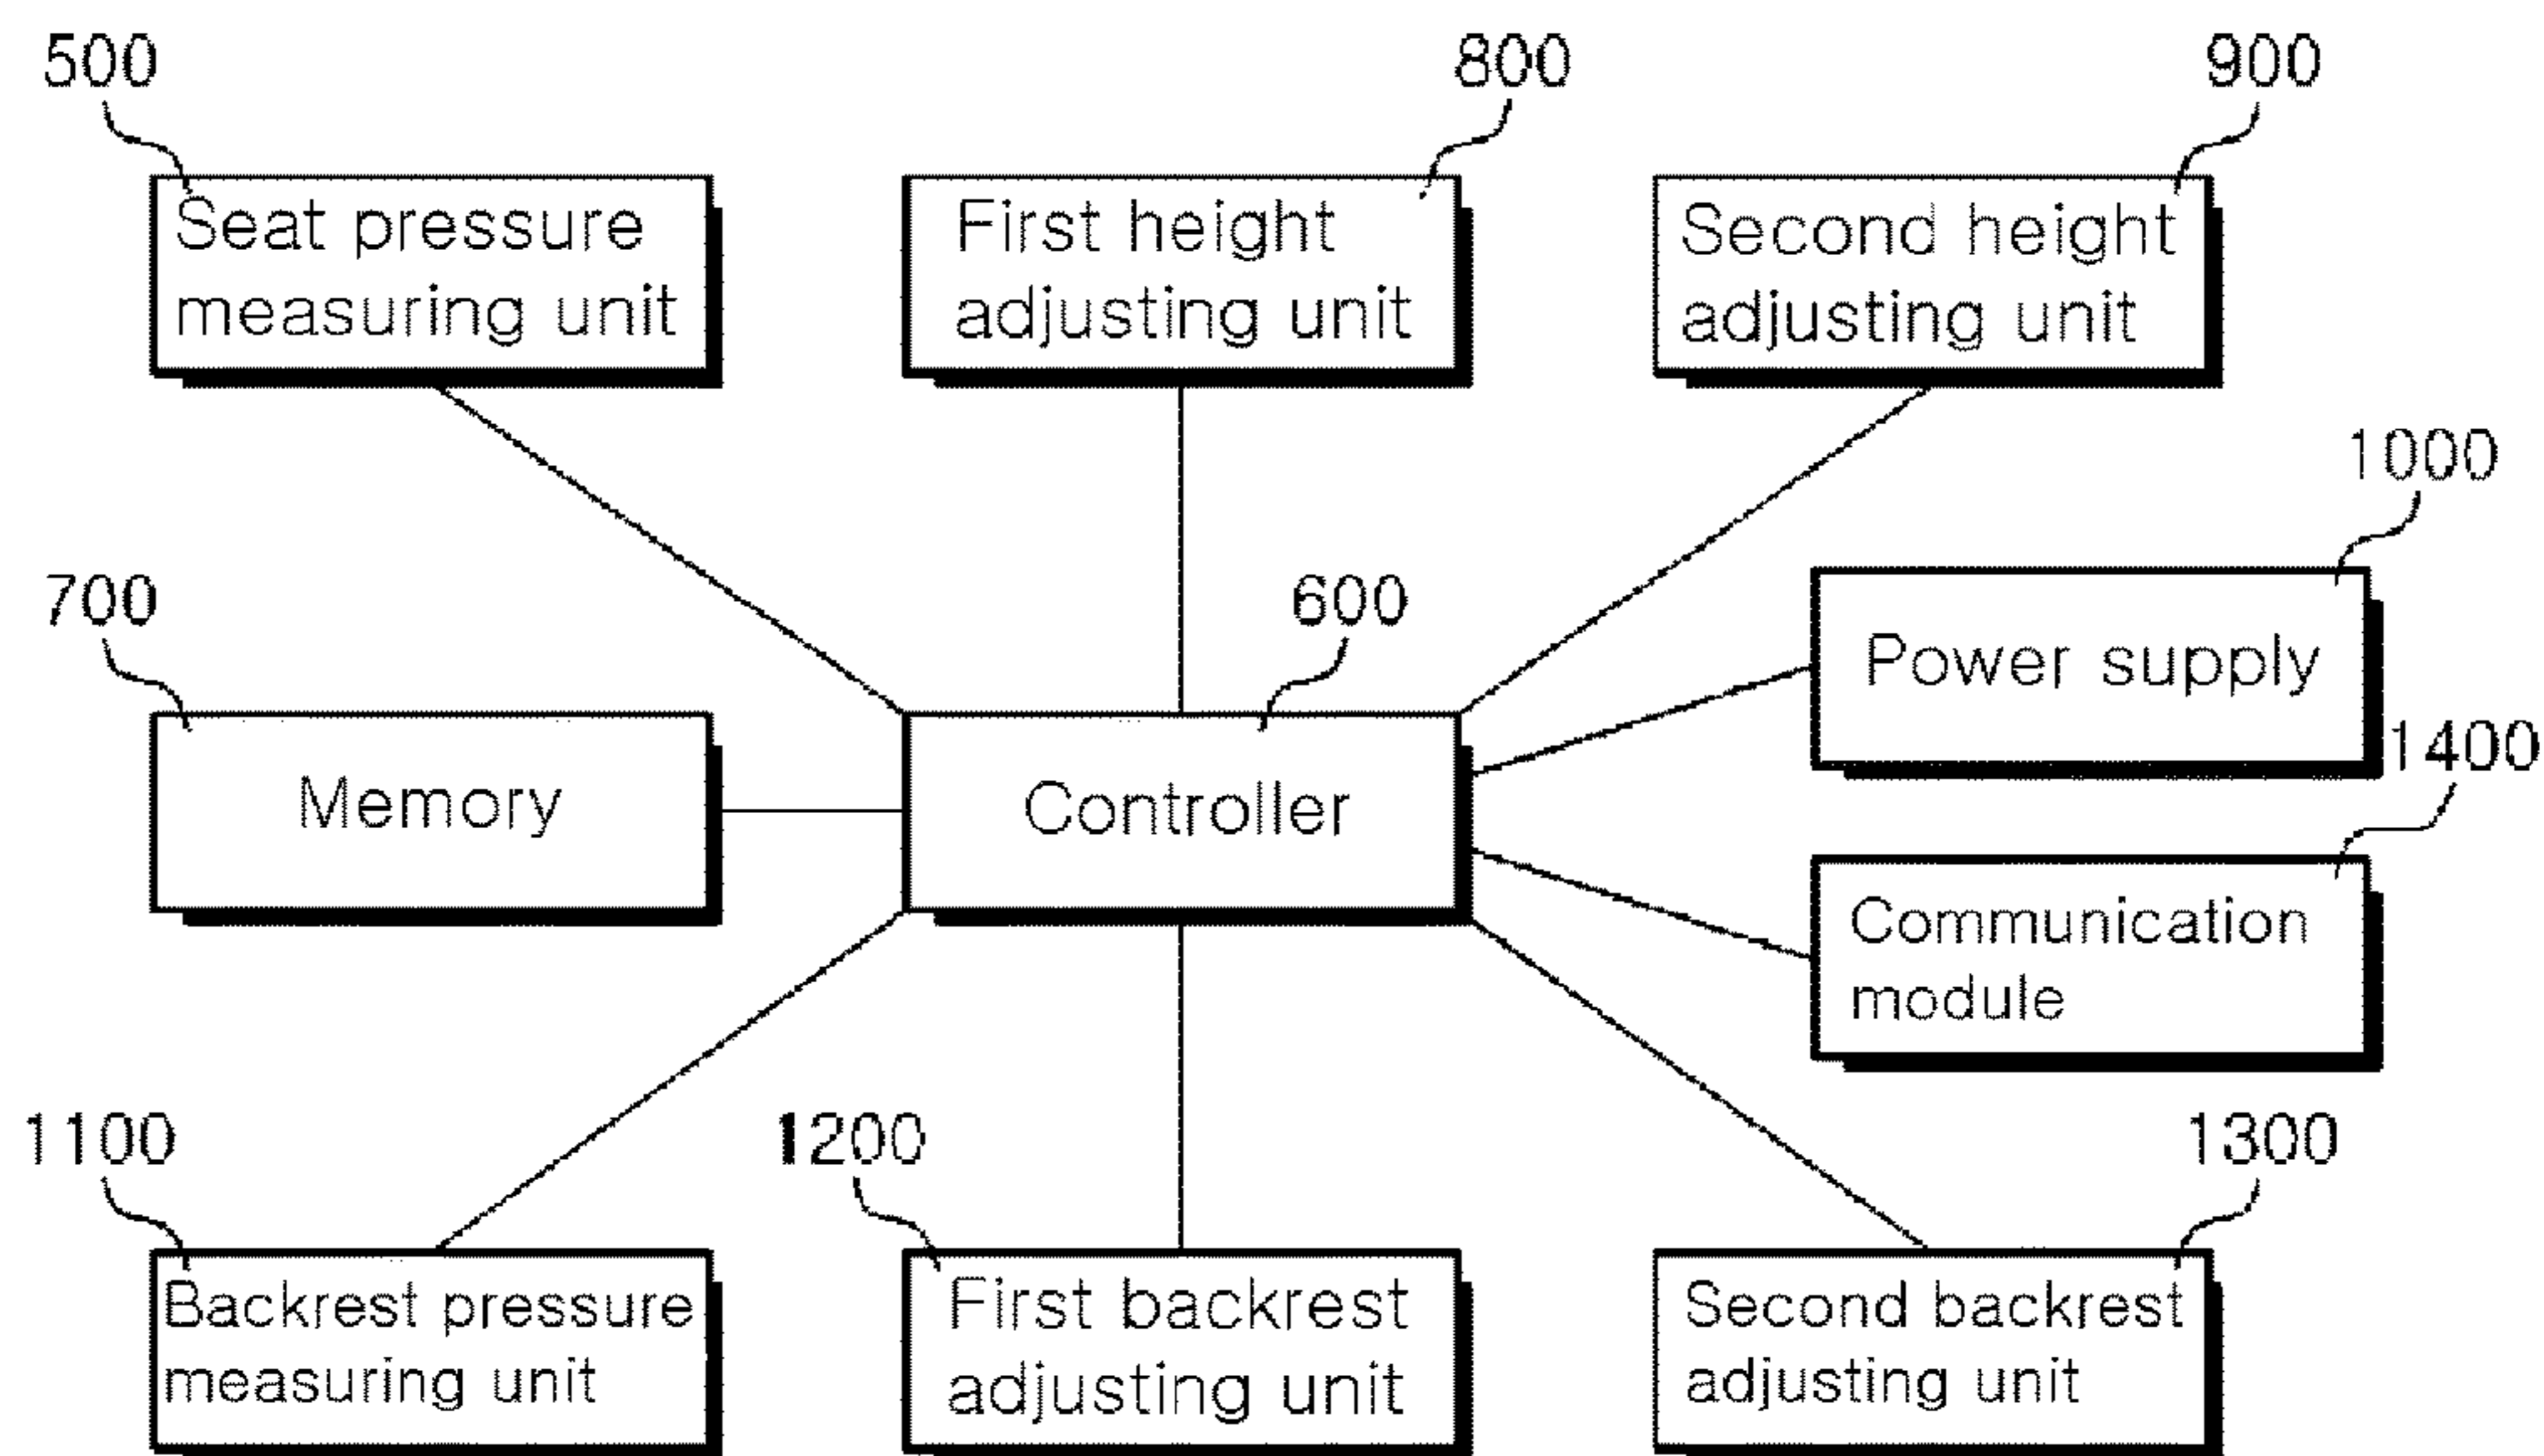 500
800
900
Seat pressure
measuring unit
First height
adjusting unit
Second height
adjusting unit
1000
700
600
Power supply
1400
Memory
Controller
Communication
module
1100
1200
1300
Backrest pressure
measuring unit
First backrest
adjusting unit
Second backrest
adjusting unit